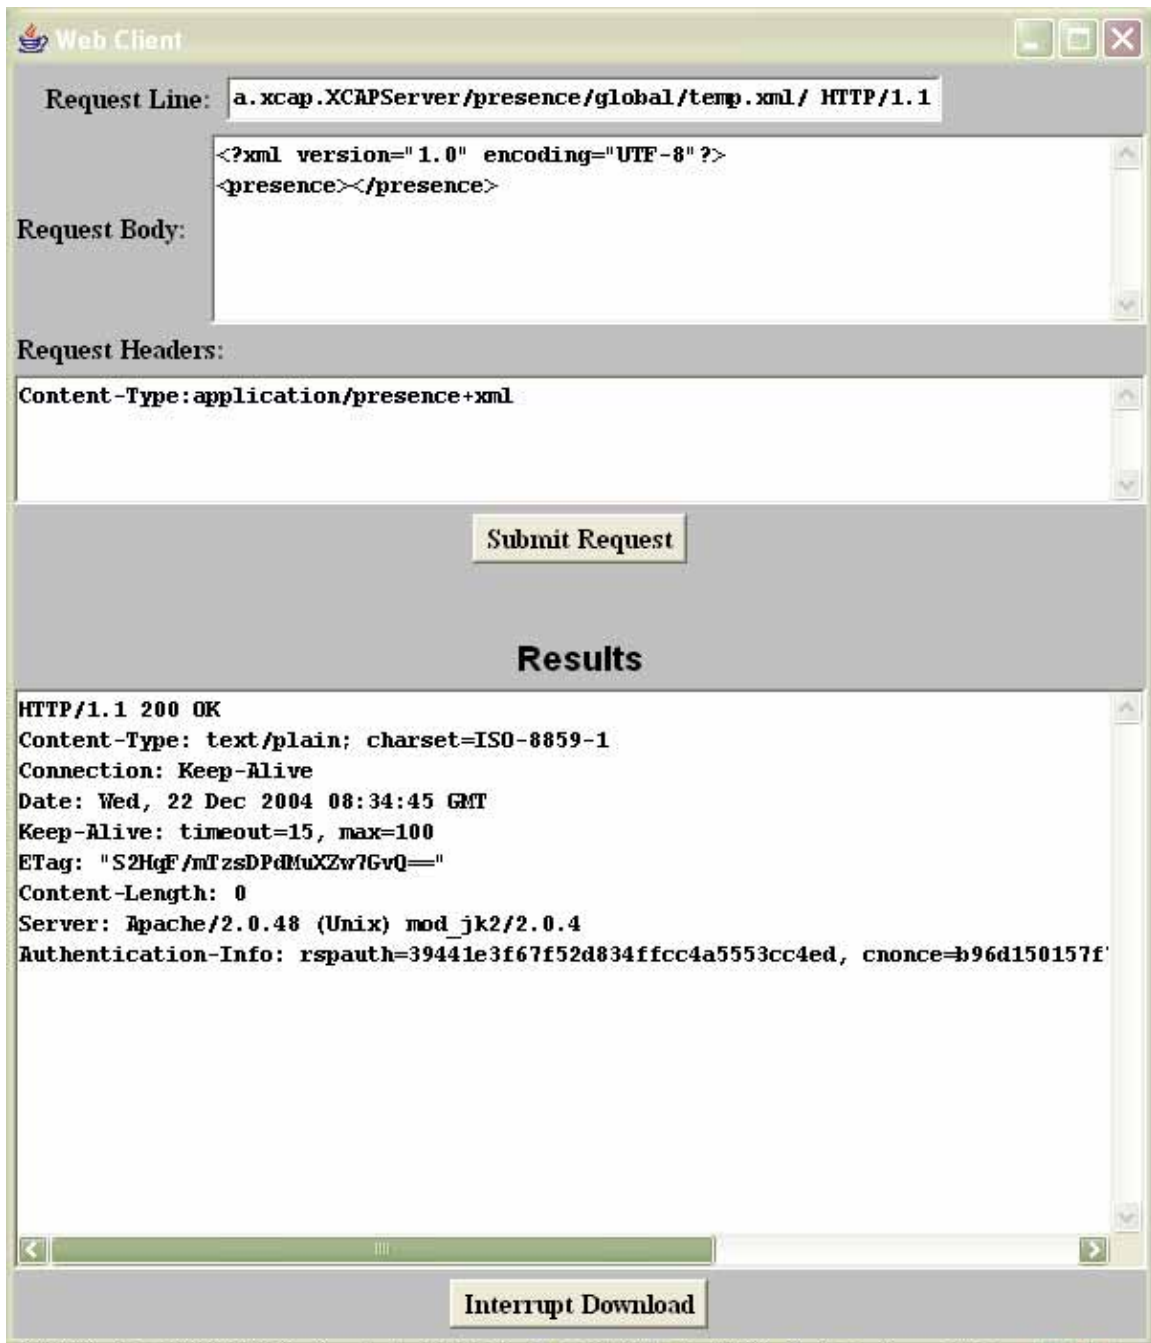 Web Client
Request Line: a.xcap.XCAPServer/presence/global/temp.xml/ HTTP/1.1
<?xml version="1.0" encoding="UTF-8"?>
<presence></presence>
Request Body:
Request Headers:
Content-Type:application/presence+xml
Submit Request
Results
HTTP/1.1 200 OK
Content-Type: text/plain; charset=ISO-8859-1
Connection: Keep-Alive
Date: Wed, 22 Dec 2004 08:34:45 GMT
Keep-Alive: timeout=15, max=100
ETag: "S2HqF/mTzsDPdMuXZw7GvQ=="
Content-Length: 0
Server: Apache/2.0.48 (Unix) mod_jk2/2.0.4
Authentication-Info: rspauth=39441e3f67f52d834ffcc4a5553cc4ed, cnonce=b96d150157f
Interrupt Download